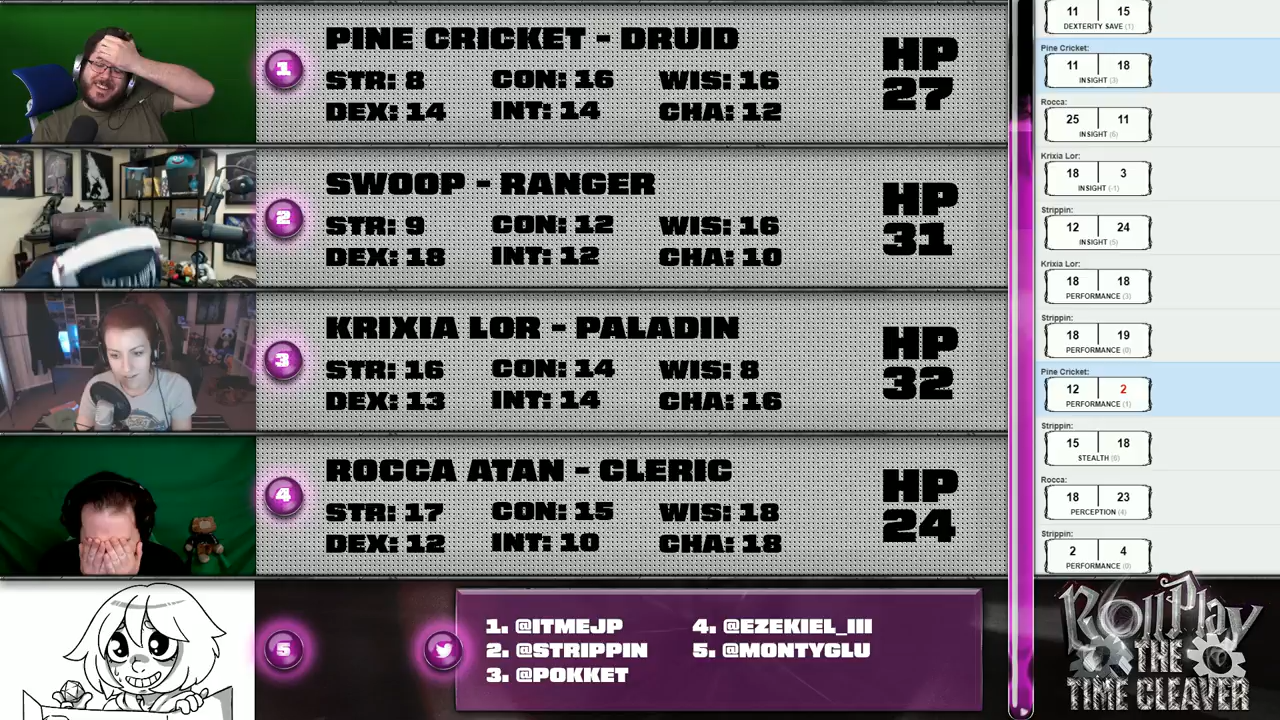 1
PINE CRICKET - DRUID
STR: 8 CON: 16 WIS: 16
DEX: 14 INT: 14 CHA: 12
HP
27
2
SWOOP - RANGER
STR: 9 CON: 12 WIS: 16
DEX: 18 INT: 12 CHA: 10
HP
31
3
KRIXIA LOR - PALADIN
STR: 16 CON: 14 WIS: 8
DEX: 13 INT: 14 CHA: 16
HP
32
4
ROCCA ATAN - CLERIC
STR: 17 CON: 15 WIS: 18
DEX: 12 INT: 10 CHA: 18
HP
24
5
1. @ITMEJP 4. @EZEKIEL_III
2. @STRIPPIN 5. @MONTYGLU
3. @POKKET
11 15
DEXTERITY SAVE (1)
Pine Cricket:
11 18
INSIGHT (3)
Rocca:
25 11
INSIGHT (6)
Krixia Lor:
18 3
INSIGHT (-1)
Strippin:
12 24
INSIGHT (5)
Krixia Lor:
18 18
PERFORMANCE (3)
Strippin:
18 19
PERFORMANCE (0)
Pine Cricket:
12 2
PERFORMANCE (1)
Strippin:
15 18
STEALTH (6)
Rocca:
18 23
PERCEPTION (4)
Strippin:
2 4
PERFORMANCE (0)
RollPlay
THE
TIME CLEAVER